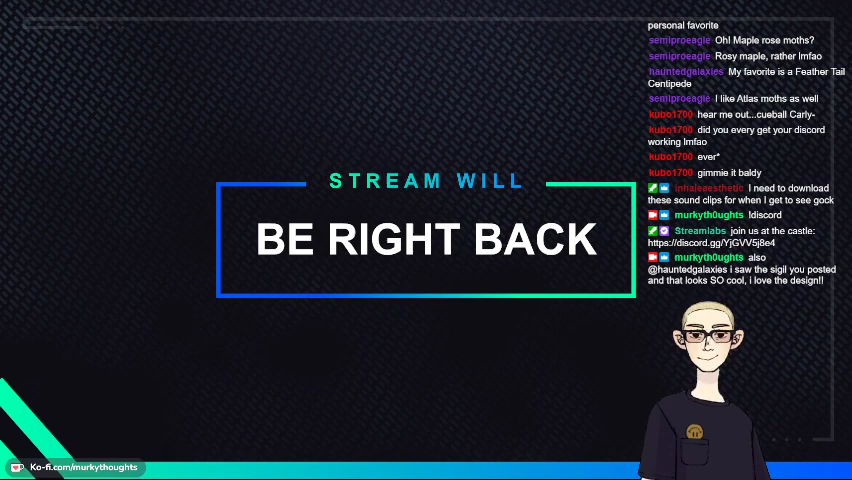 STREAM WILL
BE RIGHT BACK
personal favorite
semiproeagle Oh! Maple rose moths?
semiproeagle Rosy maple, rather lmfao
hauntedgalaxies My favorite is a Feather Tail
Centipede
semiproeagle I like Atlas moths as well
kubo1700 hear me out...cueball Carly-
kubo1700 did you every get your discord
working lmfao
kubo1700 ever*
kubo1700 gimmie it baldy
inhaleaesthetic I need to download
these sound clips for when I get to see gock
murkyth0ughts !discord
Streamlabs join us at the castle:
https://discord.gg/YjGVV5j8e4
murkyth0ughts also
@hauntedgalaxies i saw the sigil you posted
and that looks SO cool, i love the design!!
Ko-fi.com/murkythoughts